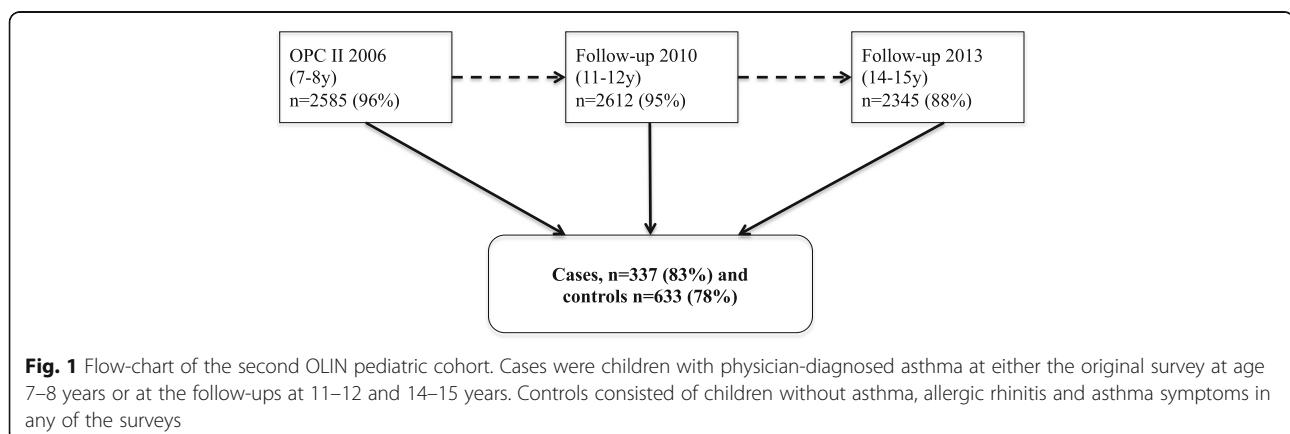 OPC II 2006
(7-8y)
n=2585 (96%)
Follow-up 2010
(11-12y)
n=2612 (95%)
Follow-up 2013
(14-15y)
n=2345 (88%)
Cases, n=337 (83%) and
controls n=633 (78%)
Fig. 1 Flow-chart of the second OLIN pediatric cohort. Cases were children with physician-diagnosed asthma at either the original survey at age
7–8 years or at the follow-ups at 11–12 and 14–15 years. Controls consisted of children without asthma, allergic rhinitis and asthma symptoms in
any of the surveys